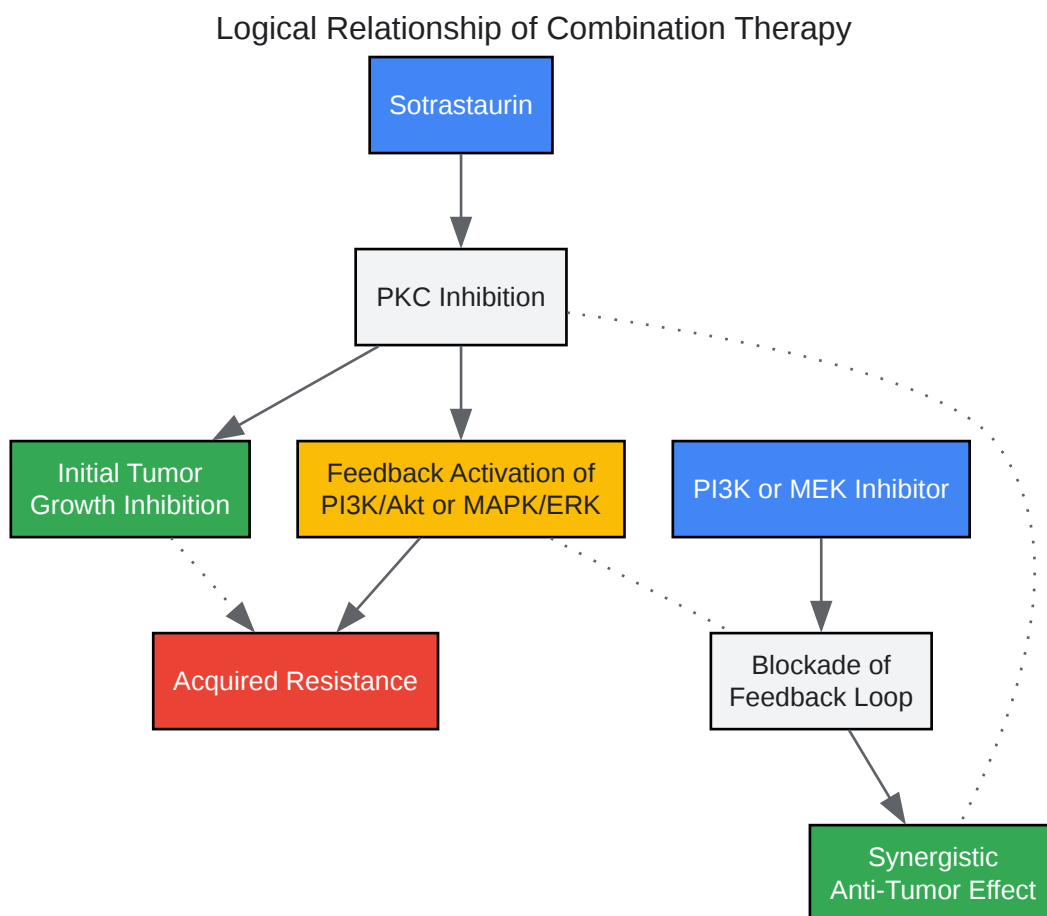 Logical Relationship of Combination Therapy
Sotrastaurin
PKC Inhibition
Initial Tumor
Growth Inhibition
Feedback Activation of
PI3K/Akt or MAPK/ERK
PI3K or MEK Inhibitor
Acquired Resistance
Blockade of
Feedback Loop
Synergistic
Anti-Tumor Effect